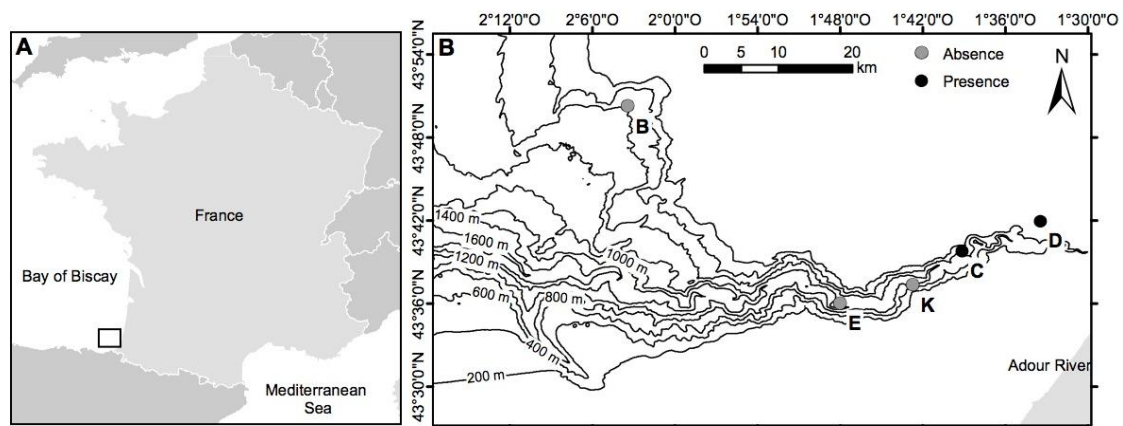 A
France
Bay of Biscay
Mediterranean
Sea
2°12'0"O 2°6'0"O 2°0'0"O 1°54'0"O 1°48'0"O 1°42'0"O 1°36'0"O 1°30'0"O
B
0 5 10 20
km
Absence
Presence
N
43°54'0"N
43°48'0"N
43°42'0"N
43°36'0"N
43°30'0"N
B
D
C
K
E
1400 m
1600 m
1200 m
1000 m
600 m
800 m
400 m
200 m
Adour River